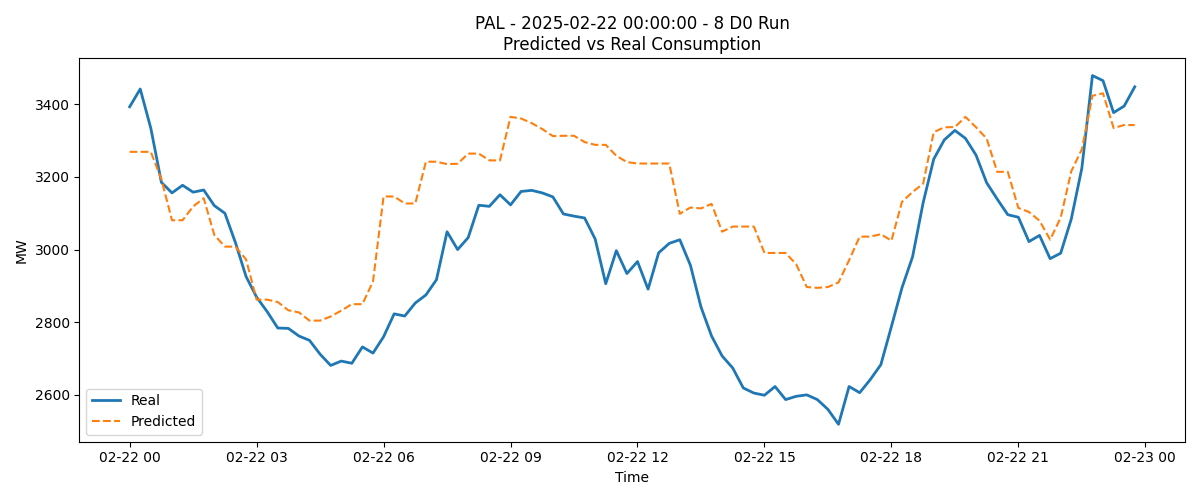 PAL - 2025-02-22 00:00:00 - 8 D0 Run
Predicted vs Real Consumption
MW
3400
3200
3000
2800
2600
Real
Predicted
02-22 00
02-22 03
02-22 06
02-22 09
02-22 12
02-22 15
02-22 18
02-22 21
02-23 00
Time